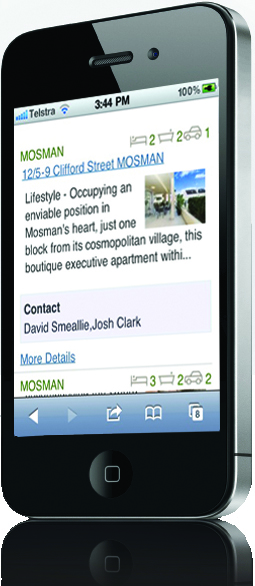 Telstra 3:44 PM 100%
2 2 1
MOSMAN
12/5-9 Clifford Street MOSMAN
Lifestyle - Occupying an
enviable position in
Mosman's heart, just one
block from its cosmopolitan village, this
boutique executive apartment withi...
Contact
David Smeallie,Josh Clark
More Details
MOSMAN 3 2 2
8